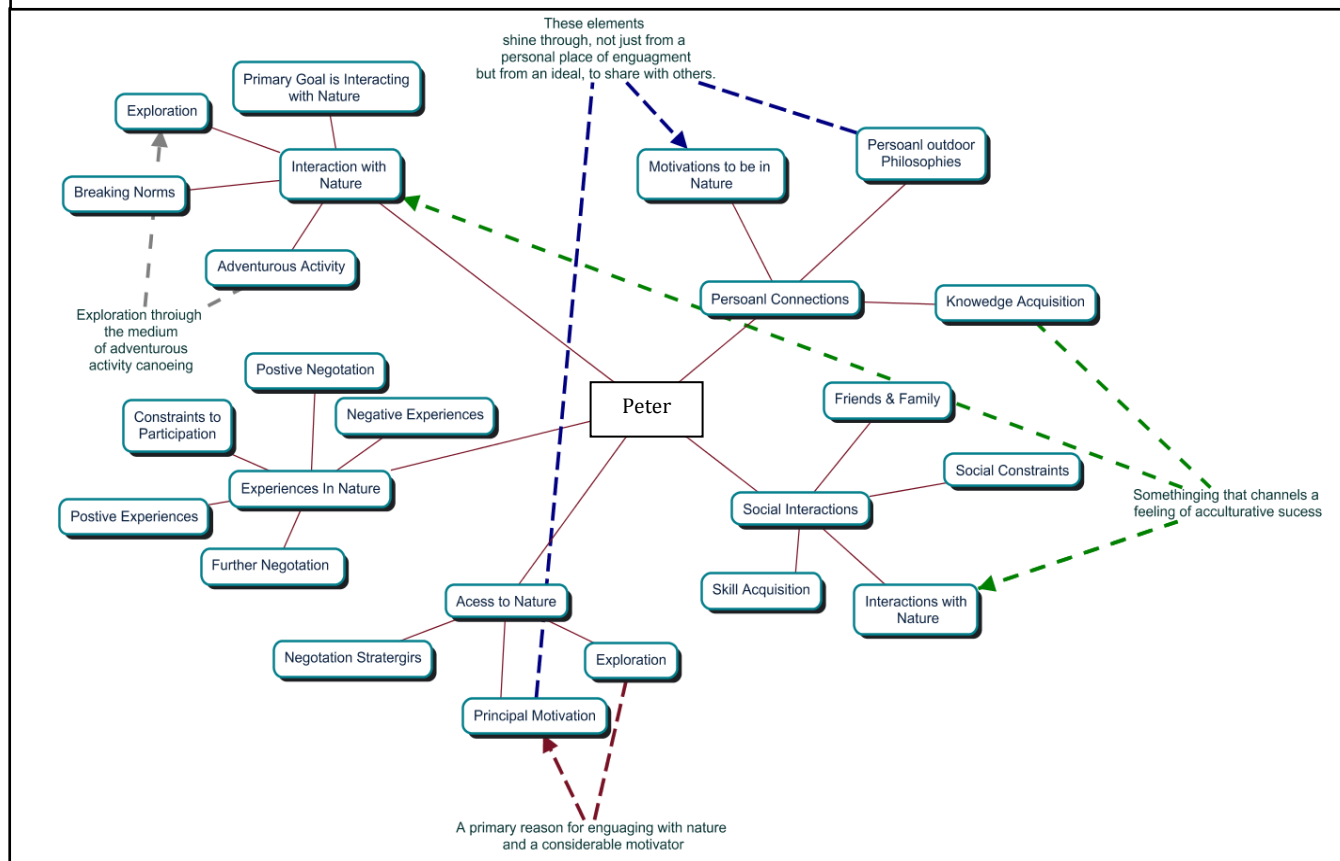 These elements
shine through, not just from a
personal place of enguagment
but from an ideal, to share with others.
Primary Goal is Interacting
with Nature
Exploration
Interaction with
Nature
Breaking Norms
Adventurous Activity
Exploration throiugh
the medium
of adventurous
activity canoeing
Motivations to be in
Nature
Persoanl outdoor
Philosophies
Persoanl Connections
Knowedge Acquisition
Peter
Postive Negotation
Constraints to
Participation
Negative Experiences
Experiences In Nature
Postive Experiences
Further Negotation
Friends & Family
Social Constraints
Social Interactions
Skill Acquisition
Interactions with
Nature
Somethinging that channels a
feeling of acculturative sucess
Acess to Nature
Negotation Stratergirs
Exploration
Principal Motivation
A primary reason for enguaging with nature
and a considerable motivator